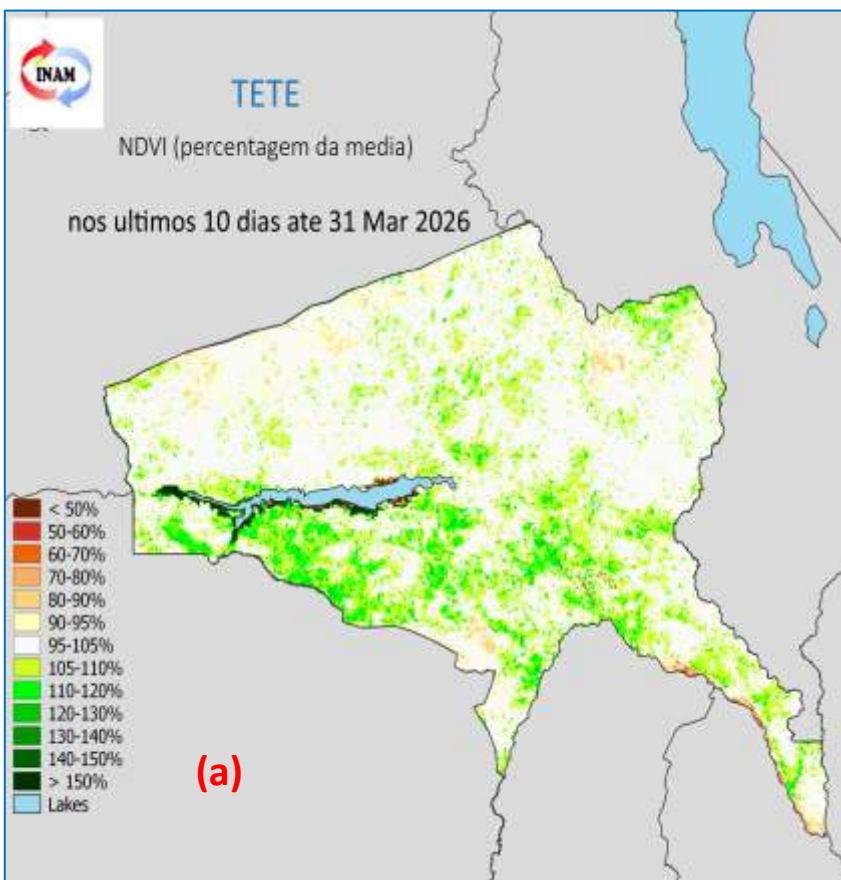 INAM
TETE
NDVI (percentagem da media)
nos ultimos 10 dias ate 31 Mar 2026
< 50%
50-60%
60-70%
70-80%
80-90%
90-95%
95-105%
105-110%
110-120%
120-130%
130-140%
140-150%
> 150%
Lakes
(a)